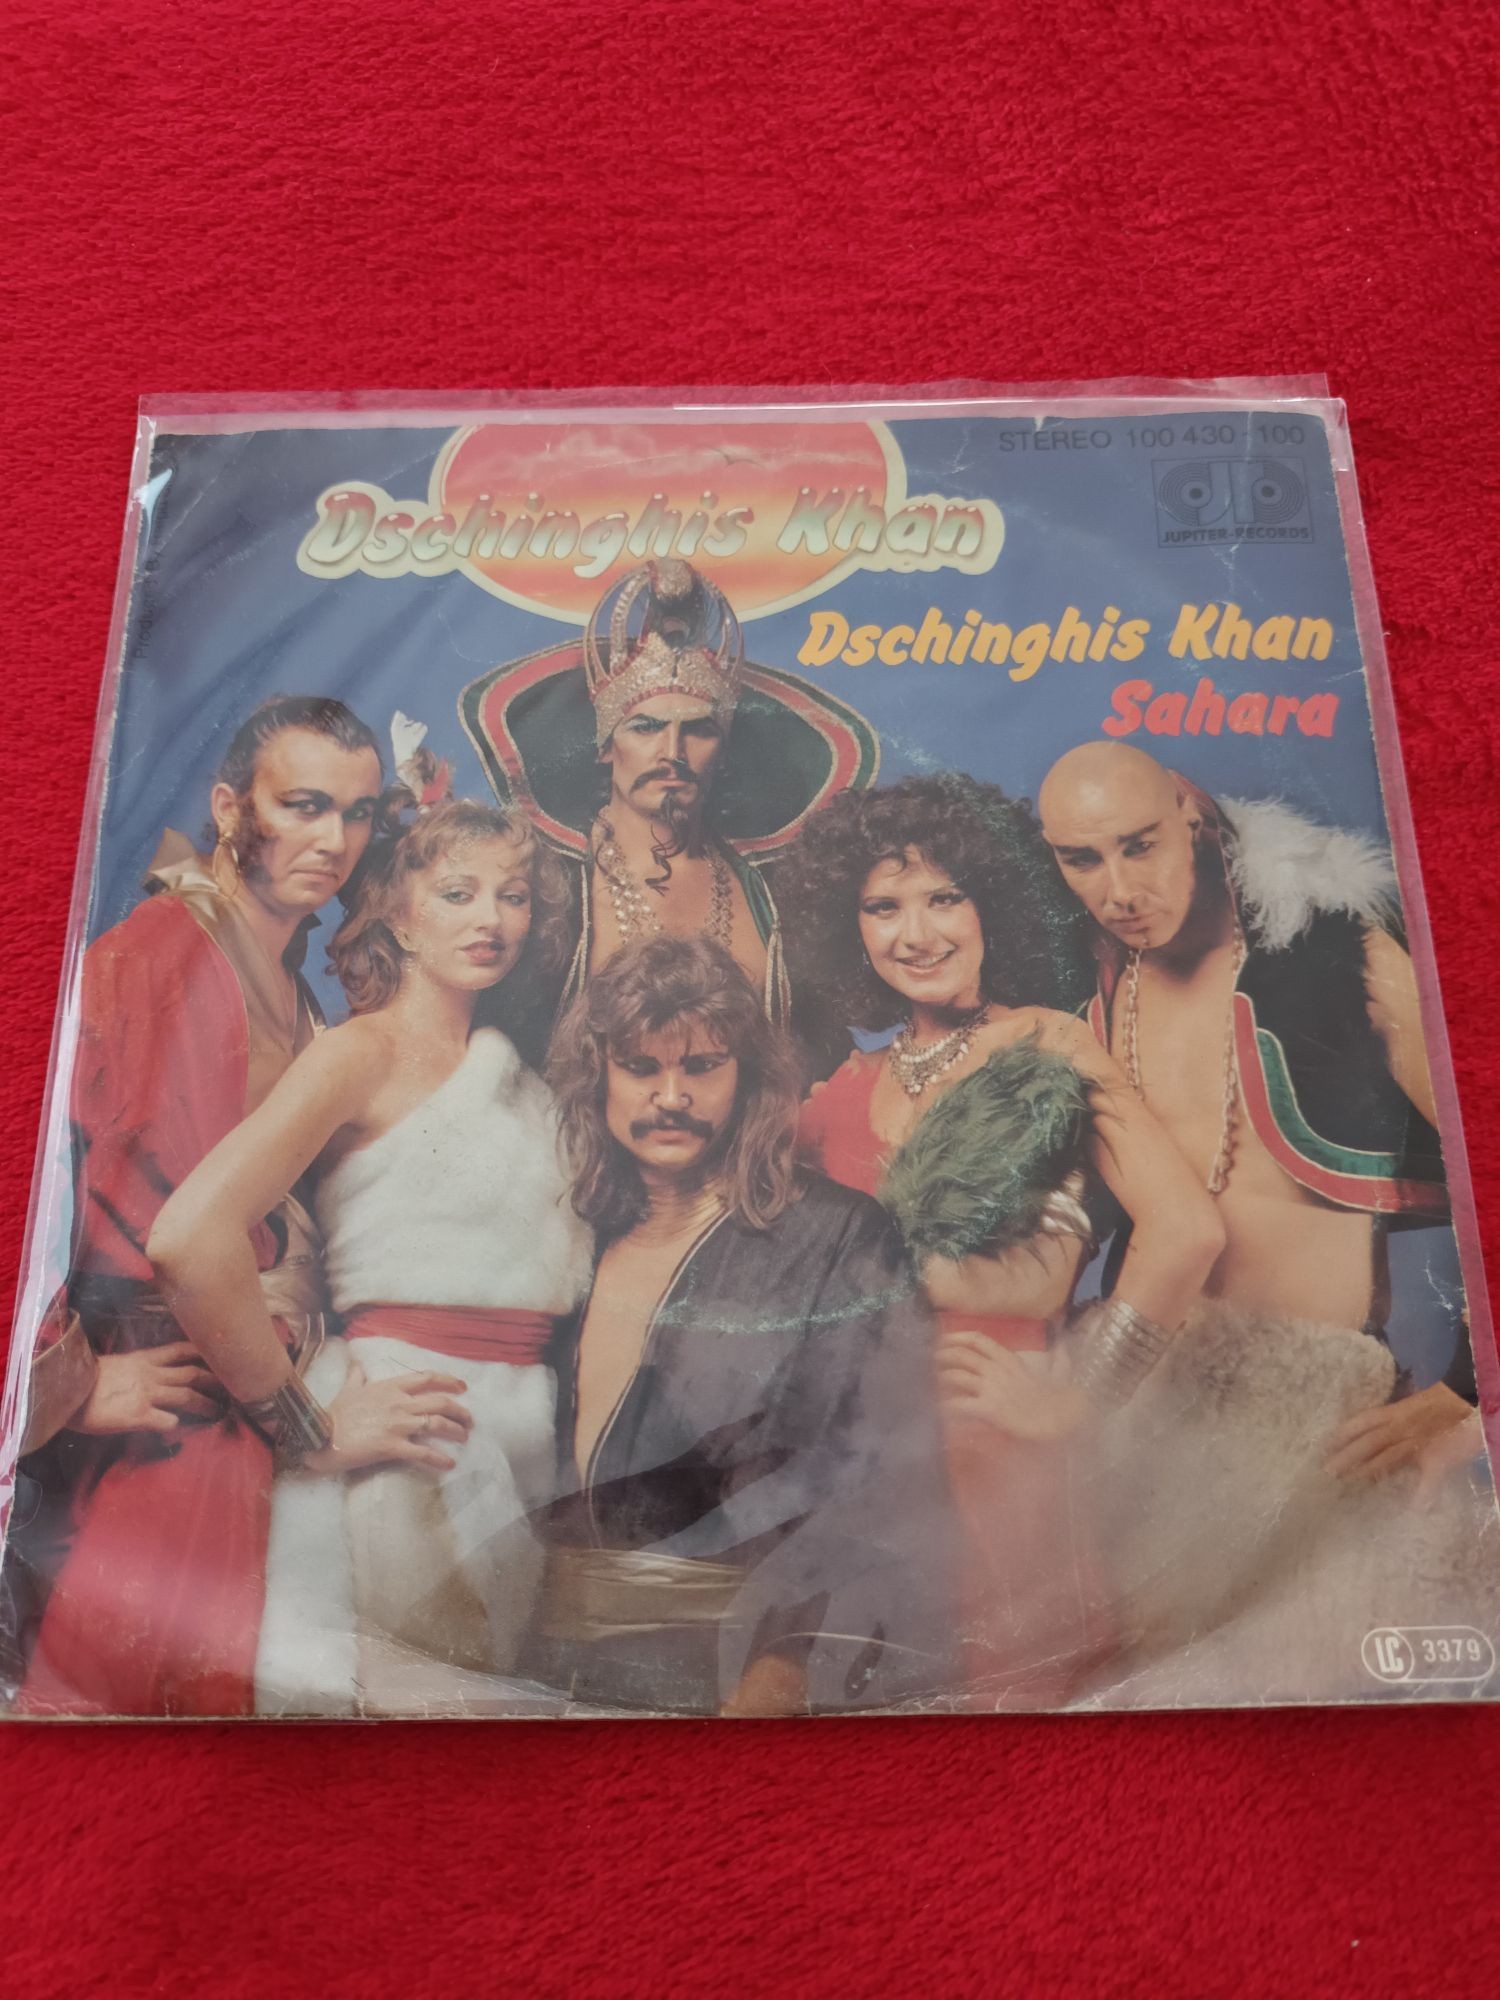 STEREO 100 430-100
JUPITER-RECORDS
Dschinghis Khan
Dschinghis Khan
Sahara
LC 3379